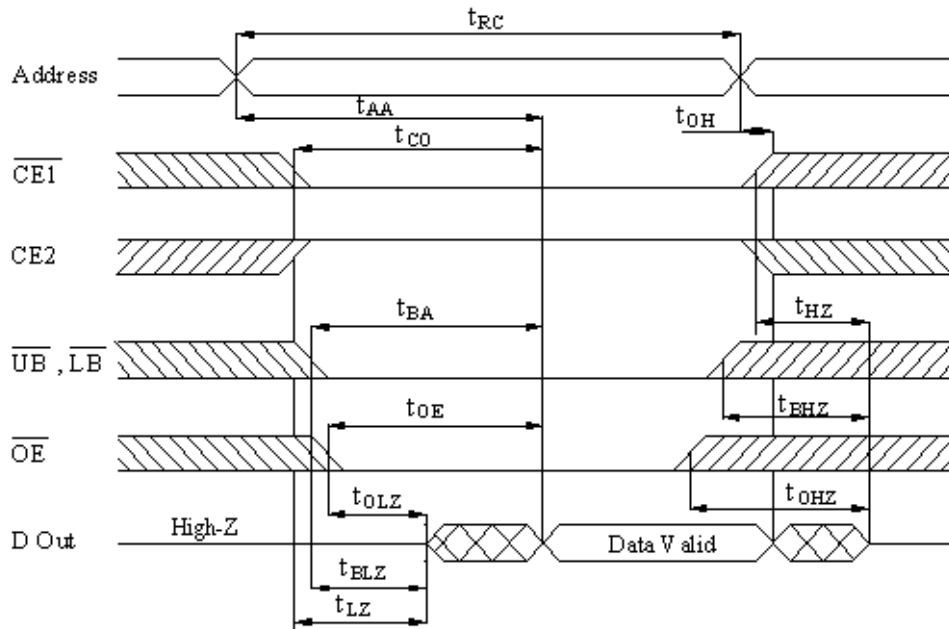 tRC
Address
tAA
tOH
tCO
CE1
CE2
tHZ
tBA
UB , LB
tBHZ
tOE
OE
tOHZ
tOLZ
D Out High-Z Data Valid
tBLZ
tLZ